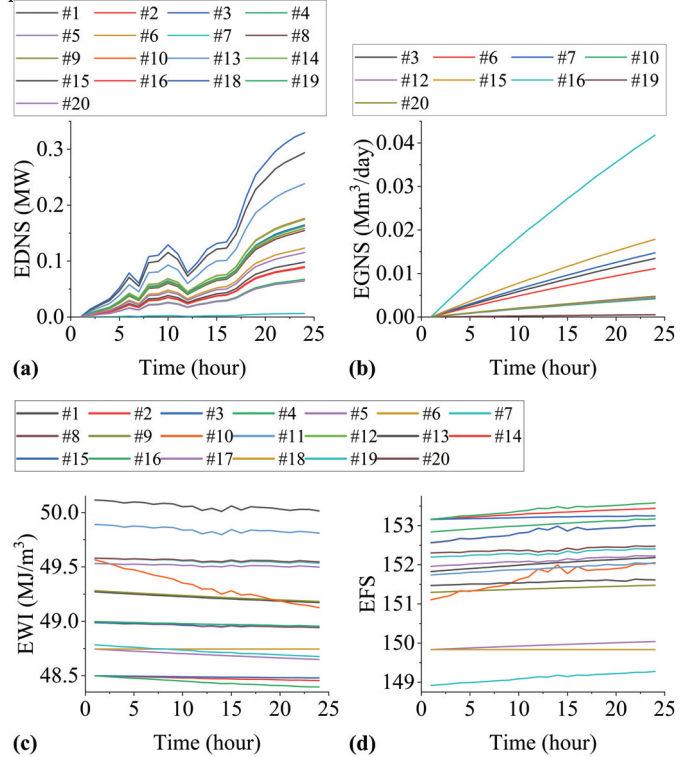 #1 #2 #3 #4
#5 #6 #7 #8
#9 #10 #13 #14
#15 #16 #18 #19
#20
EDNS (MW)
0.3
0.2
0.1
0.0
0 5 10 15 20 25
Time (hour)
(a)
#3 #6 #7 #10
#12 #15 #16 #19
#20
EGNS (Mm³/day)
0.04
0.03
0.02
0.01
0.00
0 5 10 15 20 25
Time (hour)
(b)
#1 #2 #3 #4 #5 #6 #7
#8 #9 #10 #11 #12 #13 #14
#15 #16 #17 #18 #19 #20
EWI (MJ/m³)
50.0
49.5
49.0
48.5
0 5 10 15 20 25
Time (hour)
(c)
EFS
153
152
151
150
149
0 5 10 15 20 25
Time (hour)
(d)